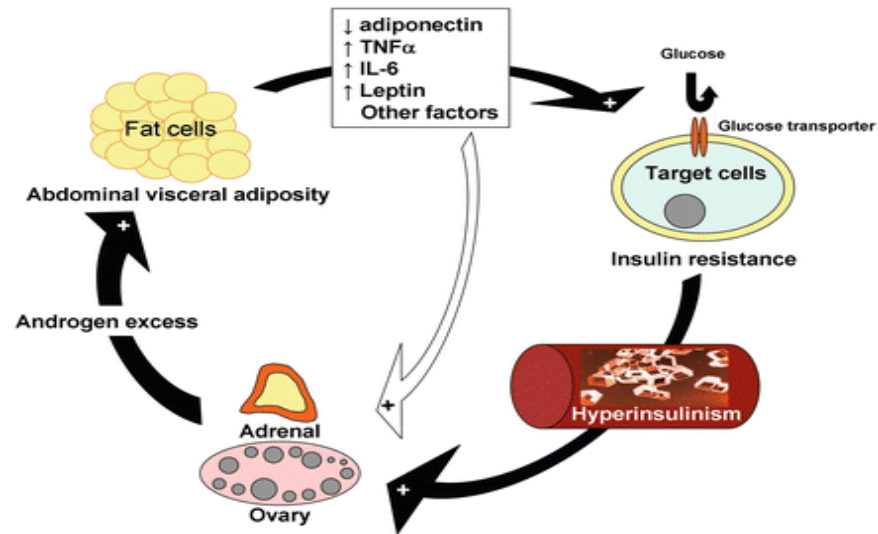 ↓ adiponectin
↑ TNFα
↑ IL-6
↑ Leptin
Other factors
Glucose
+
Glucose transporter
Fat cells
Target cells
Abdominal visceral adiposity
+
Insulin resistance
Androgen excess
+
Hyperinsulinism
Adrenal
+
Ovary